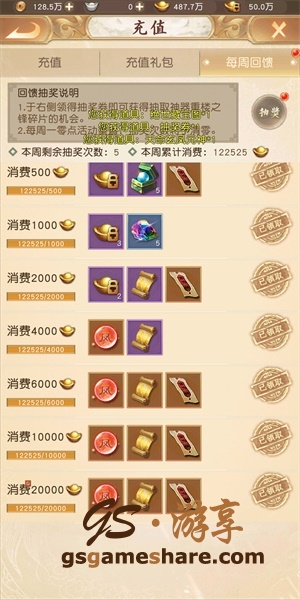 128.5万
0
487.7万
50.0万
充值
充值
充值礼包
每周回馈
回馈抽奖说明
1.于右侧领得抽奖券即可获得抽取神器重楼之
锋碎片的机会。
2.每周一零点活动
抽奖
本周剩余抽奖次数：5
本周累计消费：122525
消费500
122525/500
2
5
已领取
消费1000
122525/1000
3
5
已领取
消费2000
122525/2000
2
已领取
消费4000
122525/4000
已领取
消费6000
122525/6000
已领取
消费10000
122525/10000
已领取
消费20000
122525/20000
已领取
GS·游享
gsgameshare.com